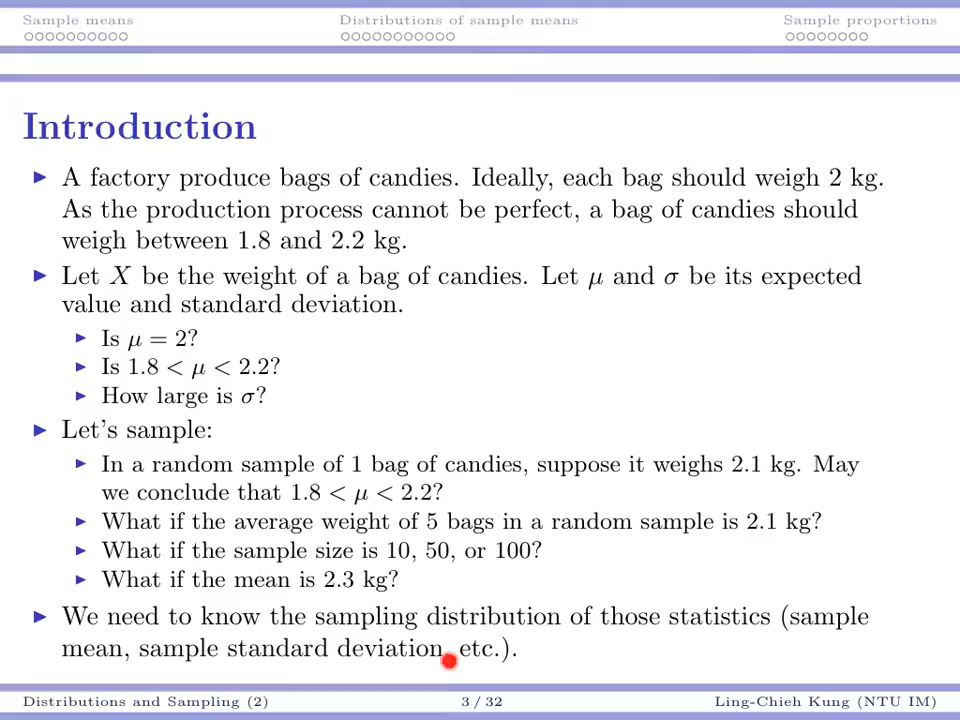 Sample means
Distributions of sample means
Sample proportions
Introduction
A factory produce bags of candies. Ideally, each bag should weigh 2 kg.
As the production process cannot be perfect, a bag of candies should
weigh between 1.8 and 2.2 kg.
Let X be the weight of a bag of candies. Let μ and σ be its expected
value and standard deviation.
Is μ = 2?
Is 1.8 < μ < 2.2?
How large is σ?
Let's sample:
In a random sample of 1 bag of candies, suppose it weighs 2.1 kg. May
we conclude that 1.8 < μ < 2.2?
What if the average weight of 5 bags in a random sample is 2.1 kg?
What if the sample size is 10, 50, or 100?
What if the mean is 2.3 kg?
We need to know the sampling distribution of those statistics (sample
mean, sample standard deviation, etc.).
Distributions and Sampling (2)
3 / 32
Ling-Chieh Kung (NTU IM)